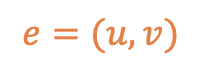 e = (u, v)